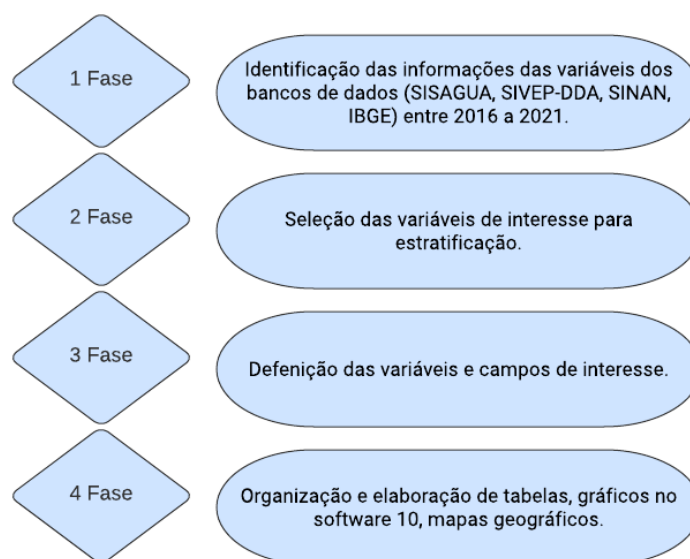 1 Fase
Identificação das informações das variáveis dos
bancos de dados (SISAGUA, SIVEP-DDA, SINAN,
IBGE) entre 2016 a 2021.
2 Fase
Seleção das variáveis de interesse para
estratificação.
3 Fase
Defenição das variáveis e campos de interesse.
4 Fase
Organização e elaboração de tabelas, gráficos no
software 10, mapas geográficos.